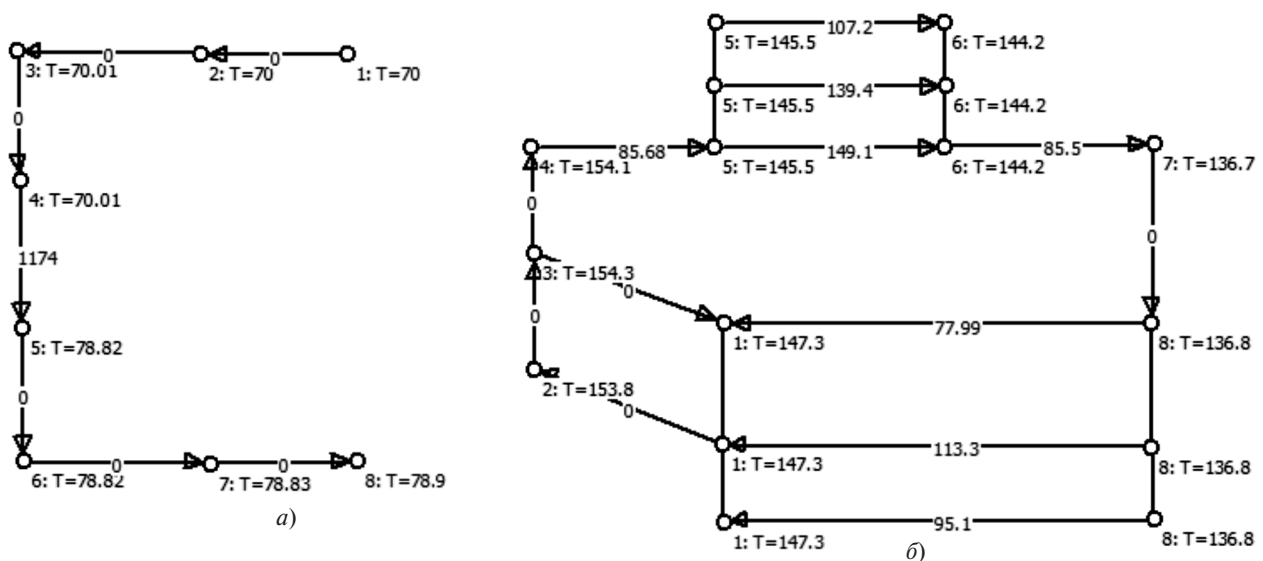 0
0
3: T=70.01
2: T=70
1: T=70
0
4: T=70.01
1174
5: T=78.82
0
0
0
6: T=78.82
7: T=78.83
8: T=78.9
а)
107.2
5: T=145.5
6: T=144.2
139.4
5: T=145.5
6: T=144.2
85.68
149.1
85.5
4: T=154.1
5: T=145.5
6: T=144.2
7: T=136.7
0
0
3: T=154.3
0
0
77.99
1: T=147.3
8: T=136.8
2: T=153.8
0
113.3
1: T=147.3
8: T=136.8
95.1
1: T=147.3
8: T=136.8
б)